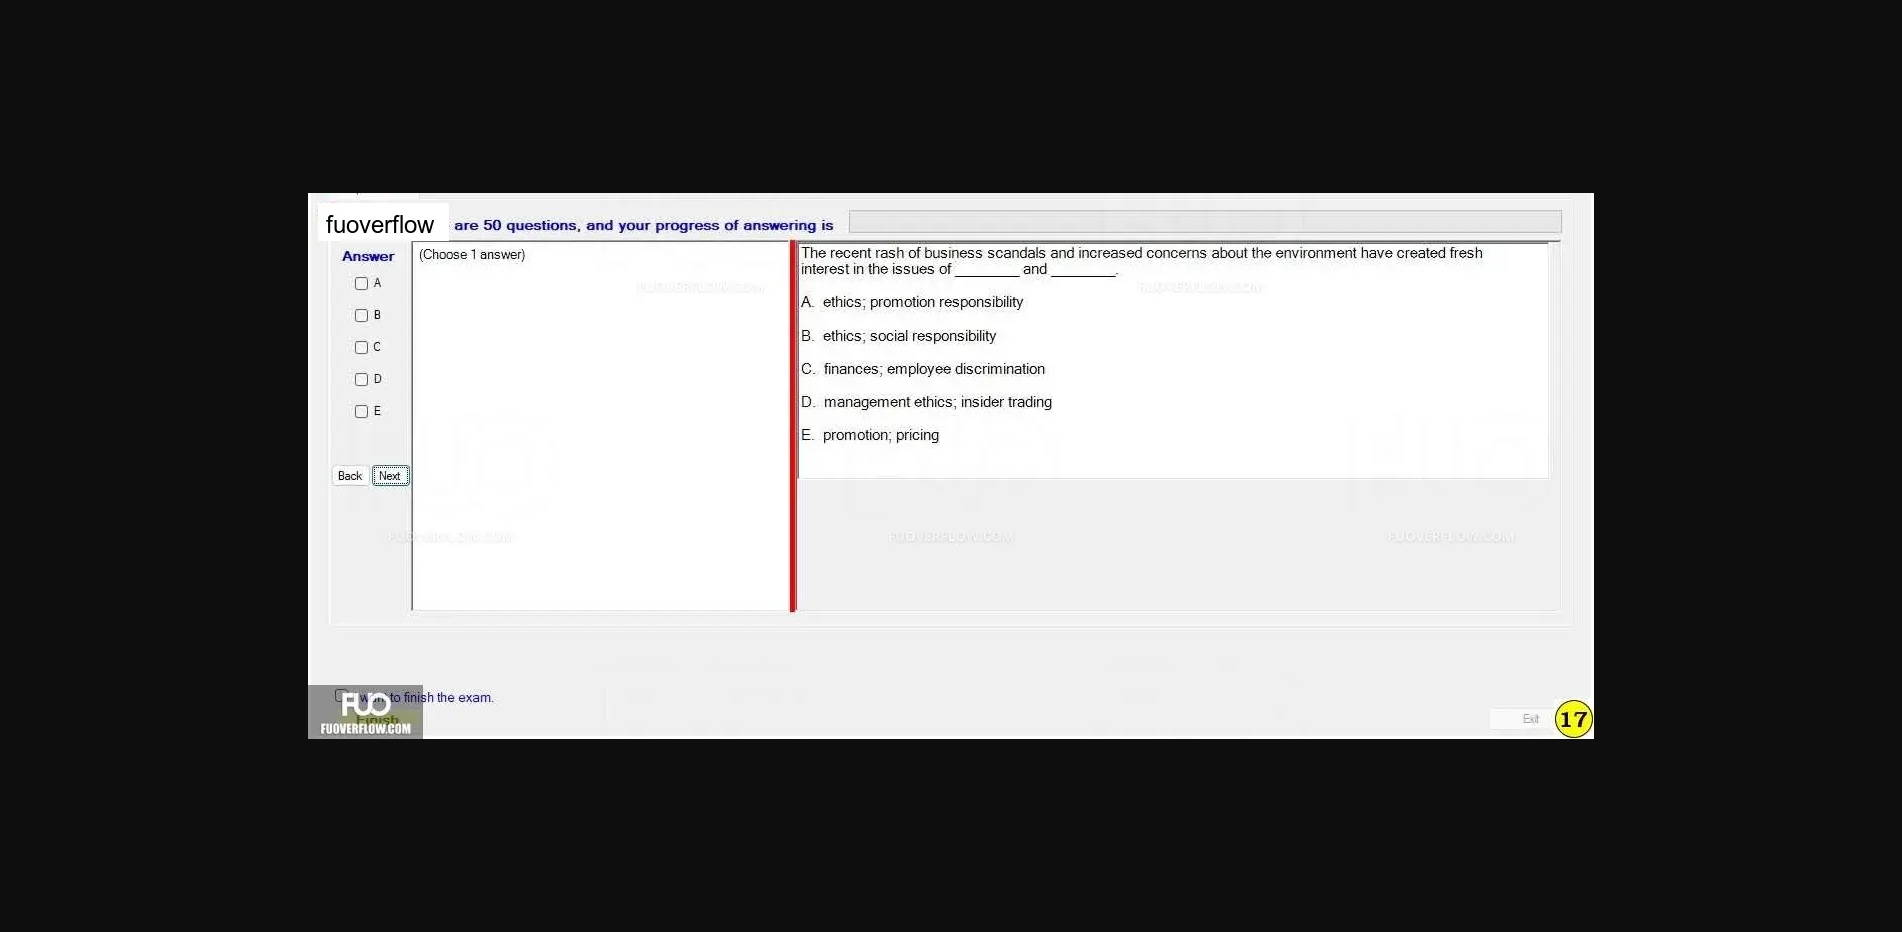 fuoverflow are 50 questions, and your progress of answering is
Answer
A
B
C
D
E
Back Next
(Choose 1 answer)
The recent rash of business scandals and increased concerns about the environment have created fresh
interest in the issues of ________ and ________.
A. ethics; promotion responsibility
B. ethics; social responsibility
C. finances; employee discrimination
D. management ethics; insider trading
E. promotion; pricing
FUOVERFLOW.COM
FUOVERFLOW.COM
FUOVERFLOW.COM
FUOVERFLOW.COM
FUOVERFLOW.COM
want to finish the exam.
FUO
Finish
FUOVERFLOW.COM
Exit
17